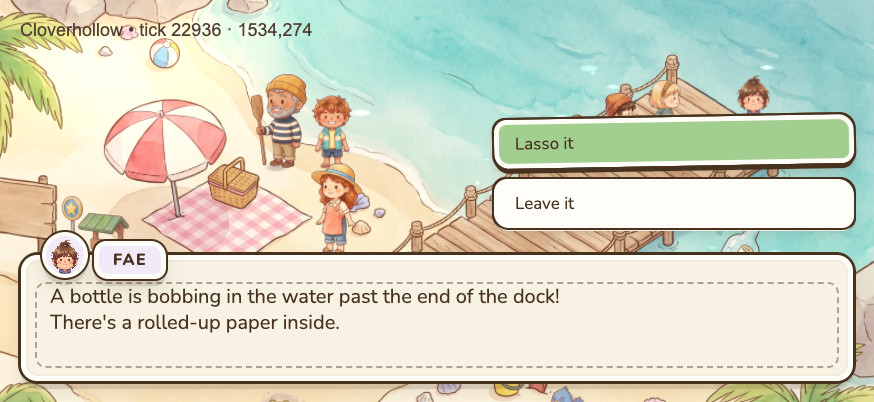 Cloverhollow • tick 22936 · 1534,274
Lasso it
Leave it
FAE
A bottle is bobbing in the water past the end of the dock!
There's a rolled-up paper inside.